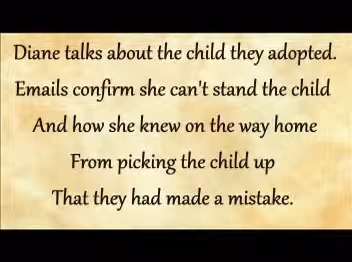 Diane talks about the child they adopted.
Emails confirm she can't stand the child
And how she knew on the way home
From picking the child up
That they had made a mistake.